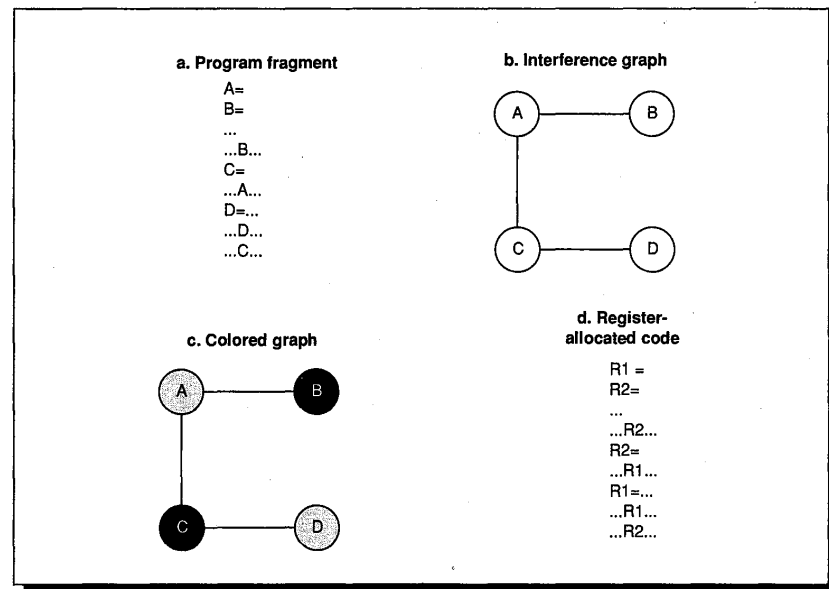 a. Program fragment
A=
B=
...
...B...
C=
...A...
D=...
...D...
...C...
b. Interference graph
A
B
C
D
c. Colored graph
A
B
C
D
d. Register-
allocated code
R1 =
R2=
...
...R2...
R2=
...R1...
R1=...
...R1...
...R2...